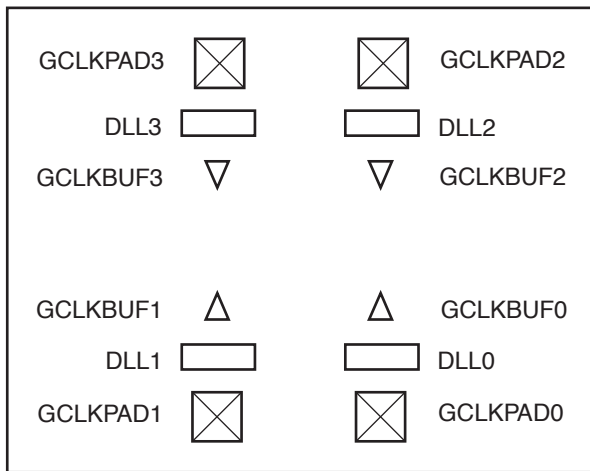 GCLKPAD3 GCLKPAD2
DLL3 DLL2
GCLKBUF3 GCLKBUF2
GCLKBUF1 GCLKBUF0
DLL1 DLL0
GCLKPAD1 GCLKPAD0